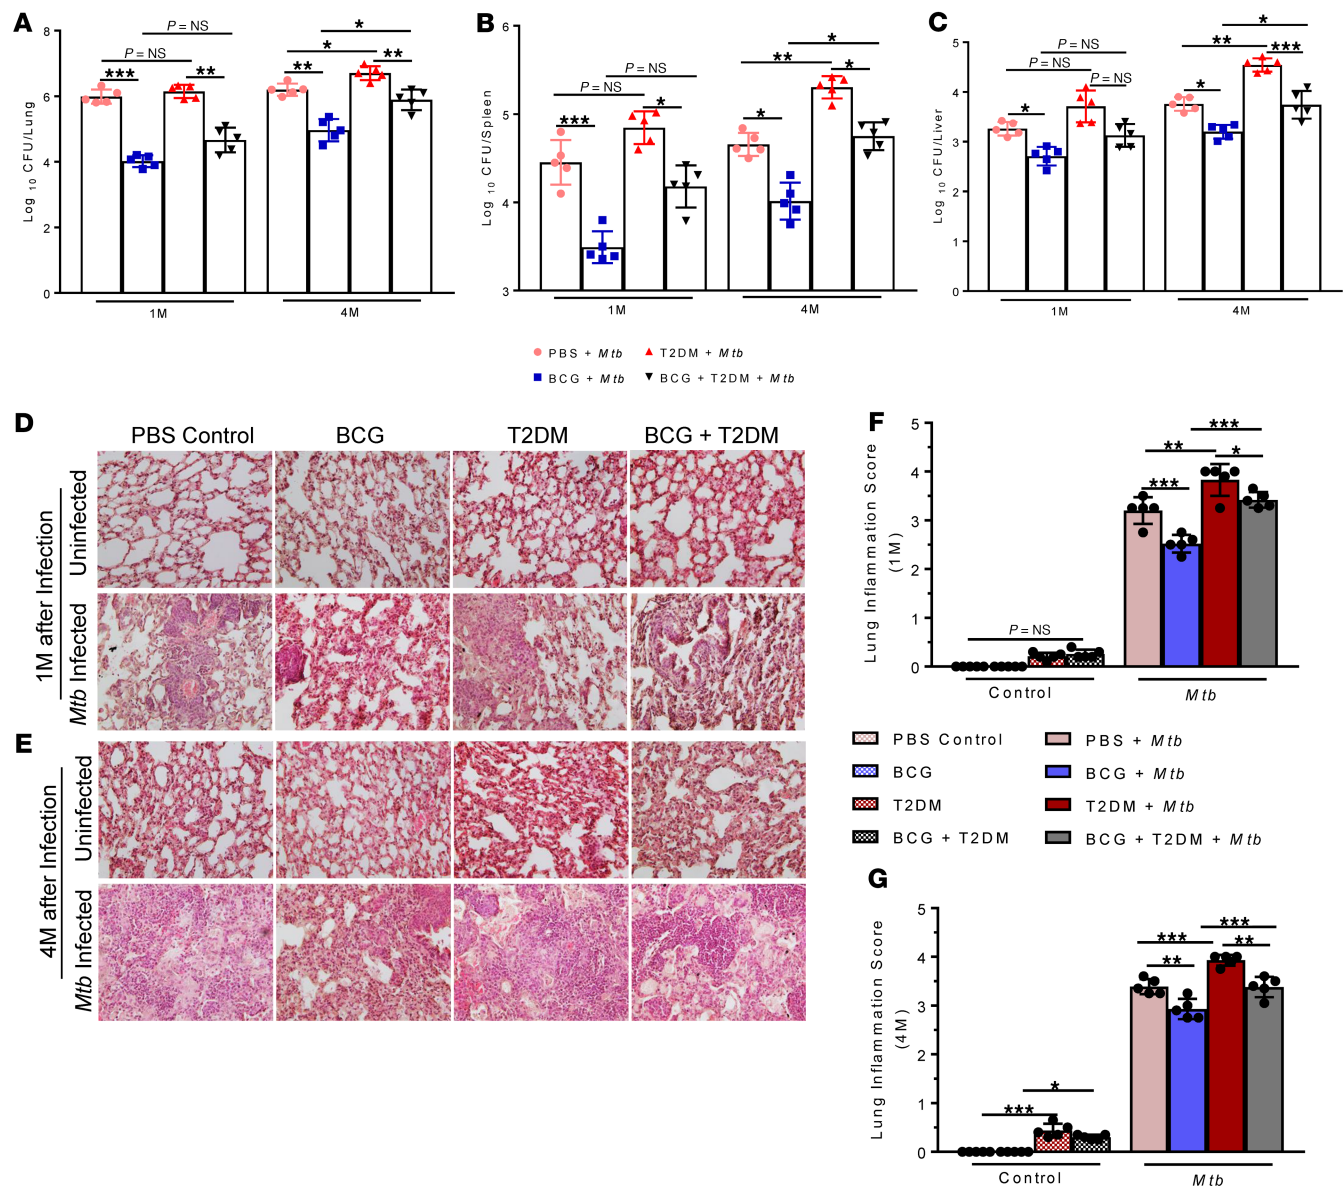 A
Log 10 CFU/Lung
8
6
4
2
0
P = NS
P = NS
***
**
*
*
**
**
1M
4M
B
Log 10 CFU/Spleen
6
5
4
3
P = NS
P = NS
***
*
*
**
*
*
1M
4M
C
Log 10 CFU/Liver
5
4
3
2
1
0
P = NS
P = NS
P = NS
*
*
**
***
*
1M
4M
PBS + Mtb
T2DM + Mtb
BCG + Mtb
BCG + T2DM + Mtb
D
PBS Control
BCG
T2DM
BCG + T2DM
1M after Infection
Uninfected
Mtb Infected
E
4M after Infection
Uninfected
Mtb Infected
F
Lung Inflammation Score
(1M)
5
4
3
2
1
0
P = NS
***
**
*
***
Control
Mtb
PBS Control
PBS + Mtb
BCG
BCG + Mtb
T2DM
T2DM + Mtb
BCG + T2DM
BCG + T2DM + Mtb
G
Lung Inflammation Score
(4M)
5
4
3
2
1
0
***
*
***
**
***
**
Control
Mtb